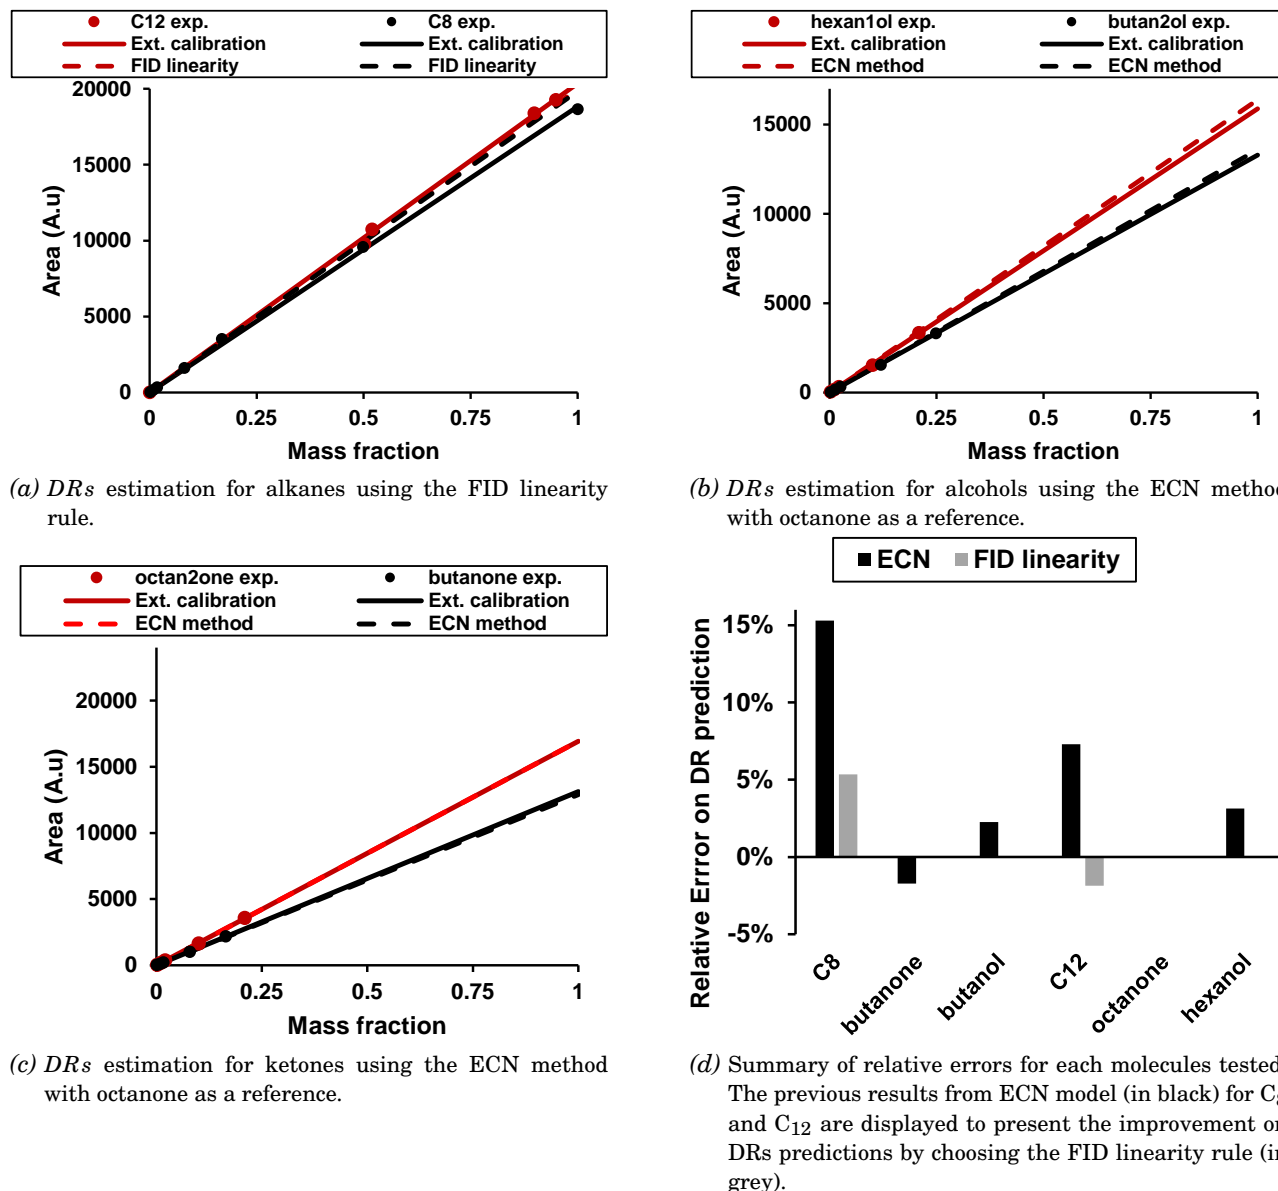 C12 exp. C8 exp.
Ext. calibration Ext. calibration
FID linearity FID linearity
20000
15000
10000
5000
0
Area (A.u)
0 0.25 0.5 0.75 1
Mass fraction
(a) DRs estimation for alkanes using the FID linearity
rule.
hexan1ol exp. butan2ol exp.
Ext. calibration Ext. calibration
ECN method ECN method
15000
10000
5000
0
Area (A.u)
0 0.25 0.5 0.75 1
Mass fraction
(b) DRs estimation for alcohols using the ECN method
with octanone as a reference.
octan2one exp. butanone exp.
Ext. calibration Ext. calibration
ECN method ECN method
20000
15000
10000
5000
0
Area (A.u)
0 0.25 0.5 0.75 1
Mass fraction
(c) DRs estimation for ketones using the ECN method
with octanone as a reference.
ECN FID linearity
15%
10%
5%
0%
-5%
Relative Errror on DR prediction
C8 butanone butanol C12 octanone hexanol
(d) Summary of relative errors for each molecules tested
The previous results from ECN model (in black) for C
and C12 are displayed to present the improvement on
DRs predictions by choosing the FID linearity rule (in
grey).